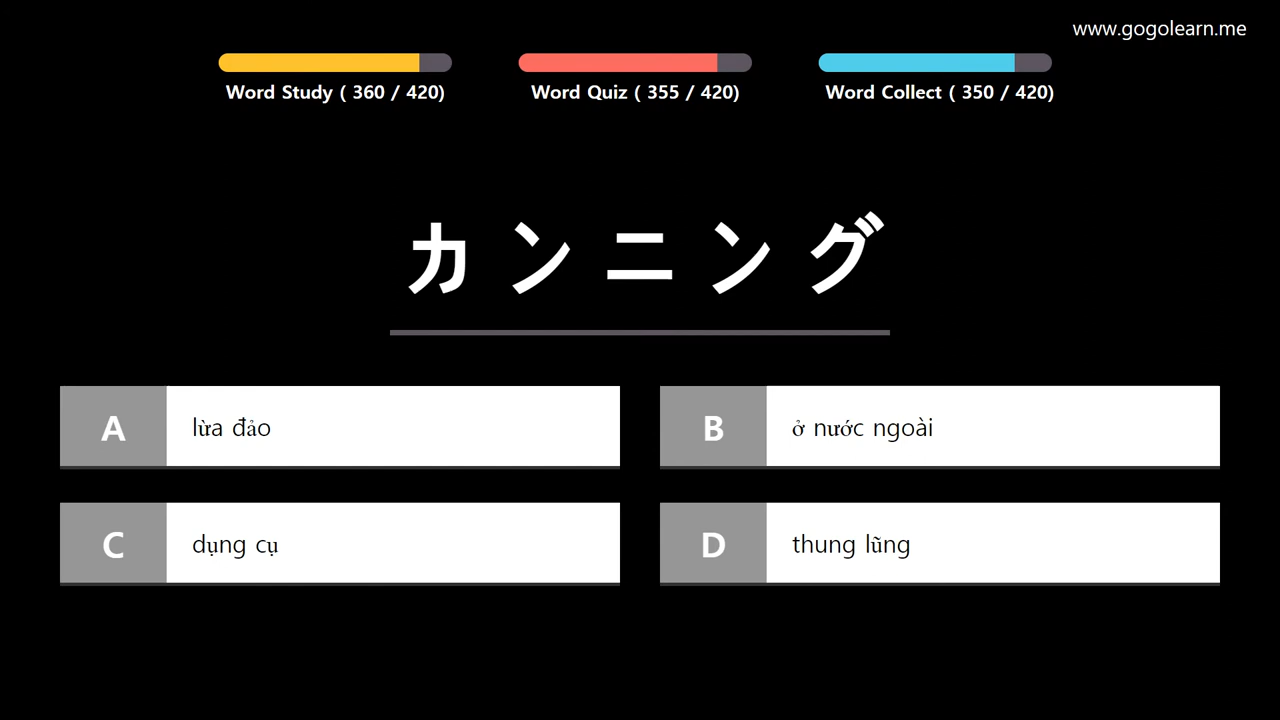 www.gogolearn.me
Word Study ( 360 / 420)
Word Quiz ( 355 / 420)
Word Collect ( 350 / 420)
カンニング
A lừa đảo
B ở nước ngoài
C dụng cụ
D thung lũng